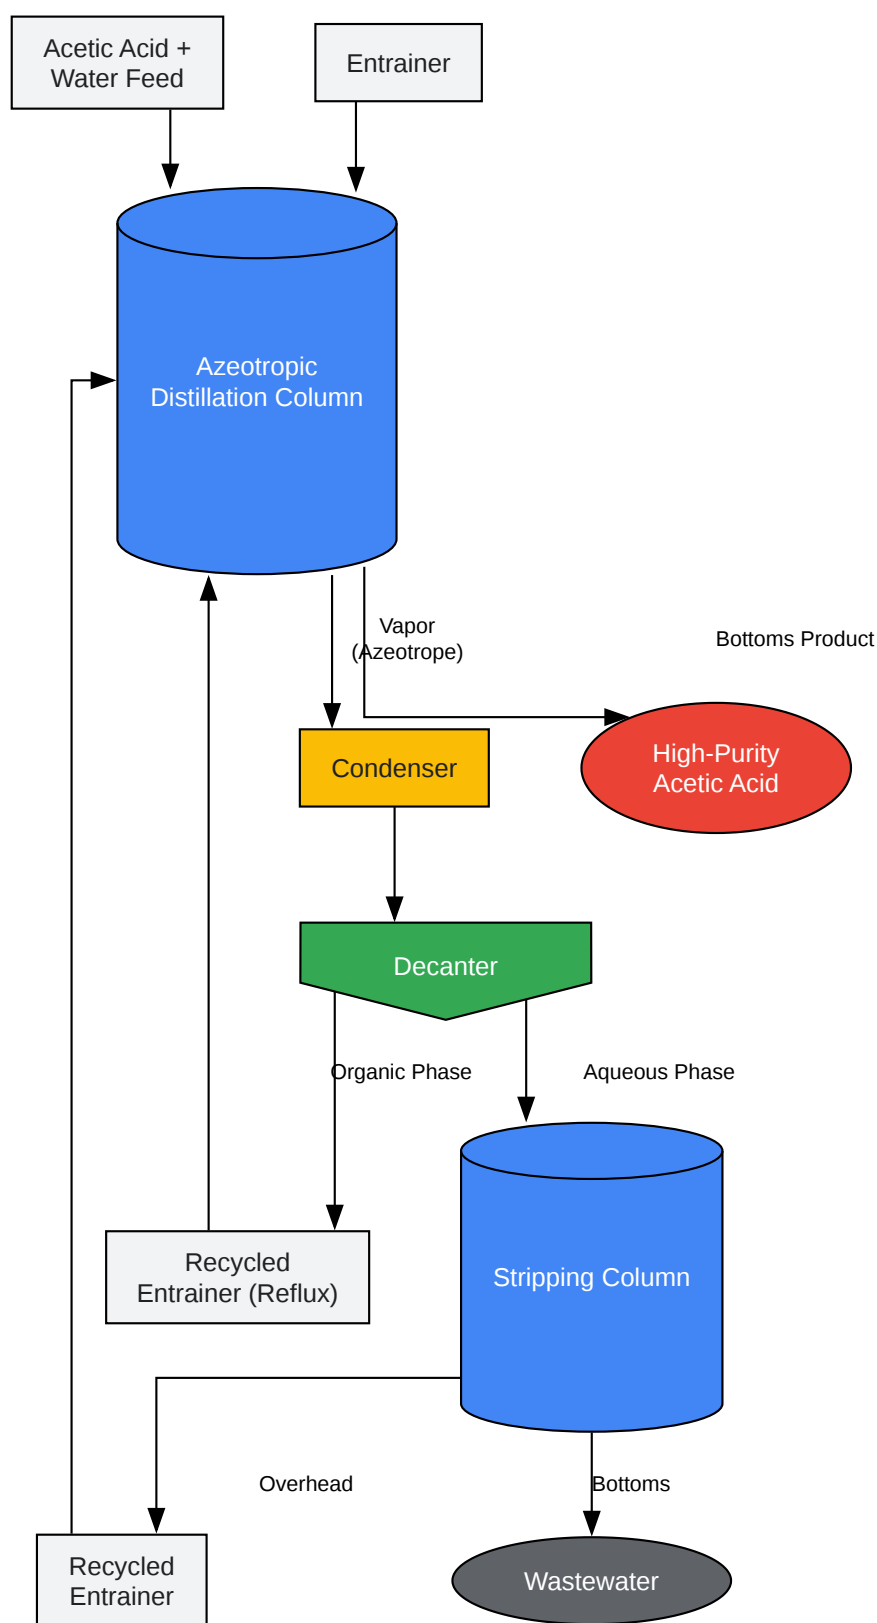 Acetic Acid +
Water Feed
Entrainer
Azeotropic
Distillation Column
Vapor
(Azeotrope)
Bottoms Product
Condenser
High-Purity
Acetic Acid
Decanter
Organic Phase
Aqueous Phase
Recycled
Entrainer (Reflux)
Stripping Column
Overhead
Bottoms
Recycled
Entrainer
Wastewater